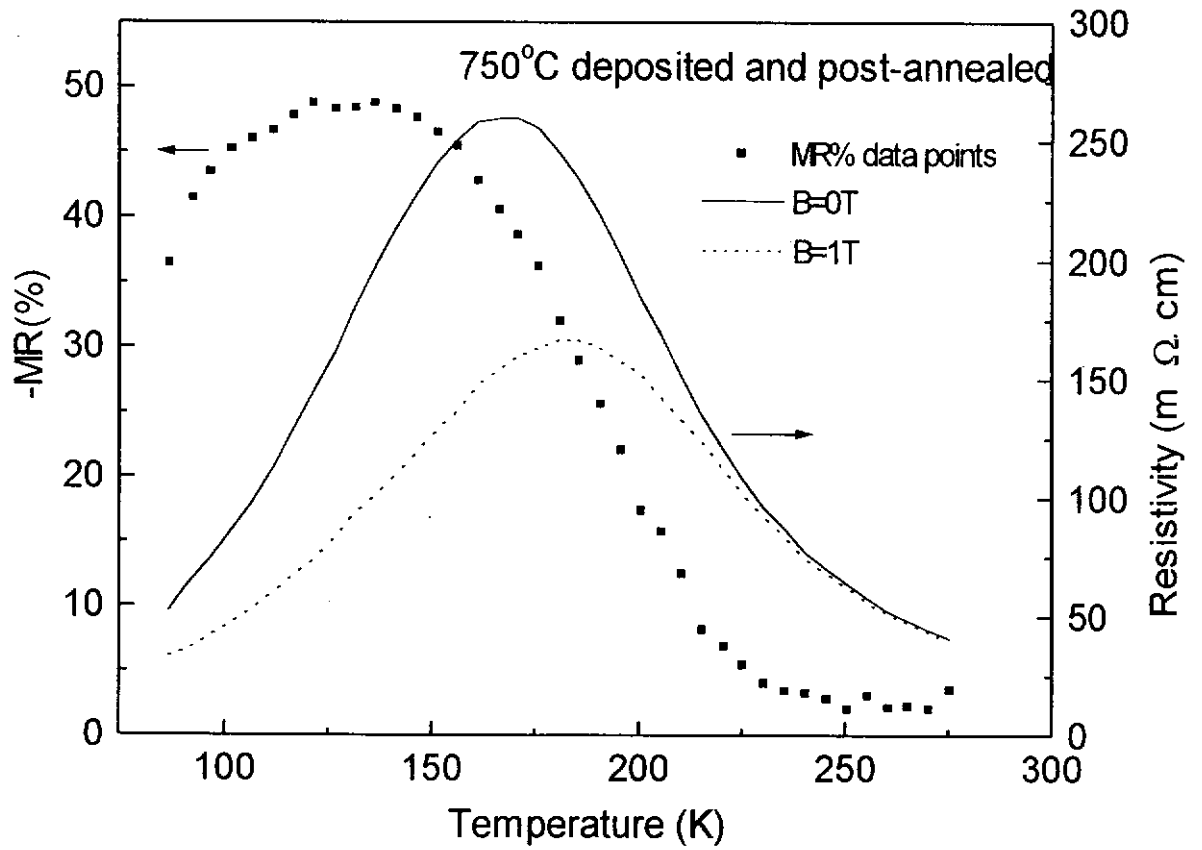 750°C deposited and post-annealed
MR% data points
B=0T
B=1T
-MR(%)
50
40
30
20
10
0
300
250
200
150
100
50
0
Resistivity (m Ω. cm)
100 150 200 250 300
Temperature (K)